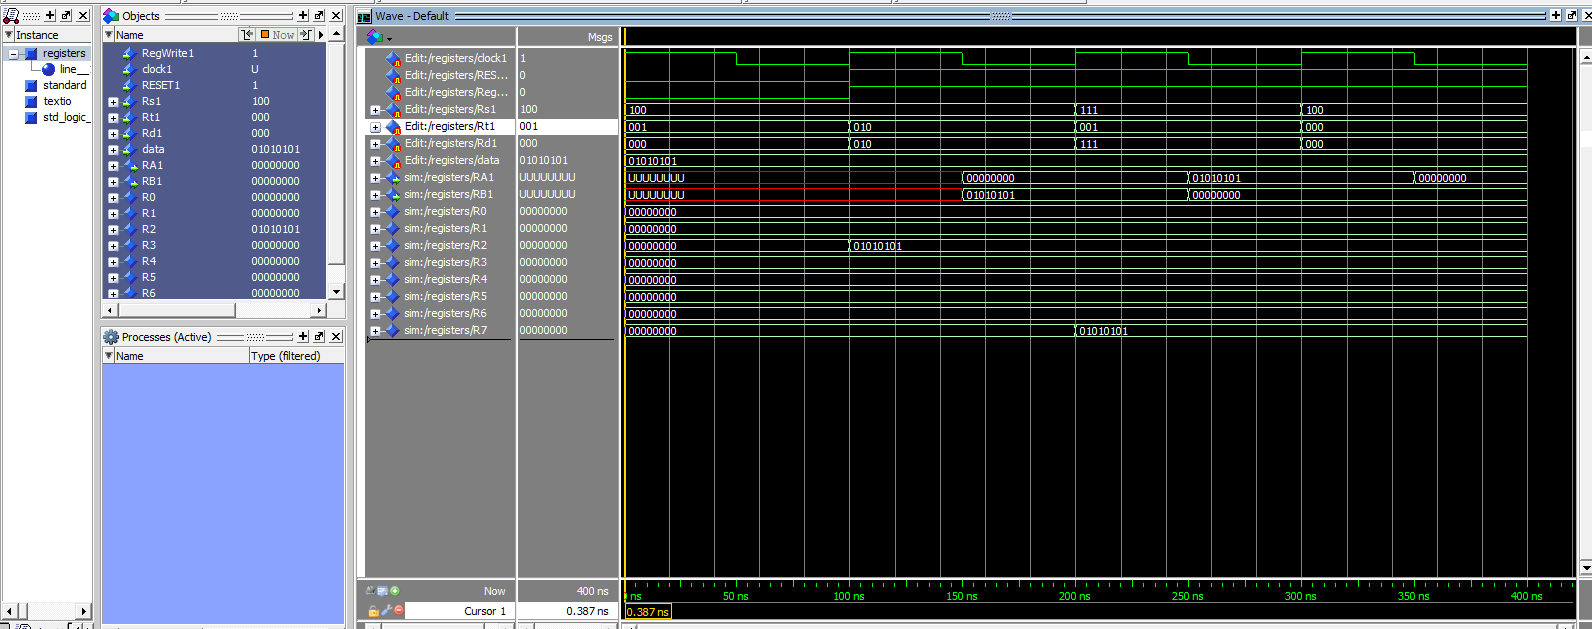 Instance
registers
line__
standard
textio
std_logic_
Objects
Name
Now
RegWrite1 1
clock1 U
RESET1 1
Rs1 100
Rt1 000
Rd1 000
data 01010101
RA1 00000000
RB1 00000000
R0 00000000
R1 00000000
R2 01010101
R3 00000000
R4 00000000
R5 00000000
R6 00000000
Processes (Active)
Name Type (filtered)
Wave - Default
Msgs
Edit:/registers/clock1 1
Edit:/registers/RES... 0
Edit:/registers/Reg... 0
Edit:/registers/Rs1 100 100 111 100
Edit:/registers/Rt1 001 001 010 001 000
Edit:/registers/Rd1 000 000 010 111 000
Edit:/registers/data 01010101 01010101
sim:/registers/RA1 UUUUUUUU UUUUUUUU 00000000 01010101 00000000
sim:/registers/RB1 UUUUUUUU UUUUUUUU 01010101 00000000
sim:/registers/R0 00000000 00000000
sim:/registers/R1 00000000 00000000
sim:/registers/R2 00000000 00000000 01010101
sim:/registers/R3 00000000 00000000
sim:/registers/R4 00000000 00000000
sim:/registers/R5 00000000 00000000
sim:/registers/R6 00000000 00000000
sim:/registers/R7 00000000 00000000 01010101
Now 400 ns ns 50 ns 100 ns 150 ns 200 ns 250 ns 300 ns 350 ns 400 ns
Cursor 1 0.387 ns 0.387 ns